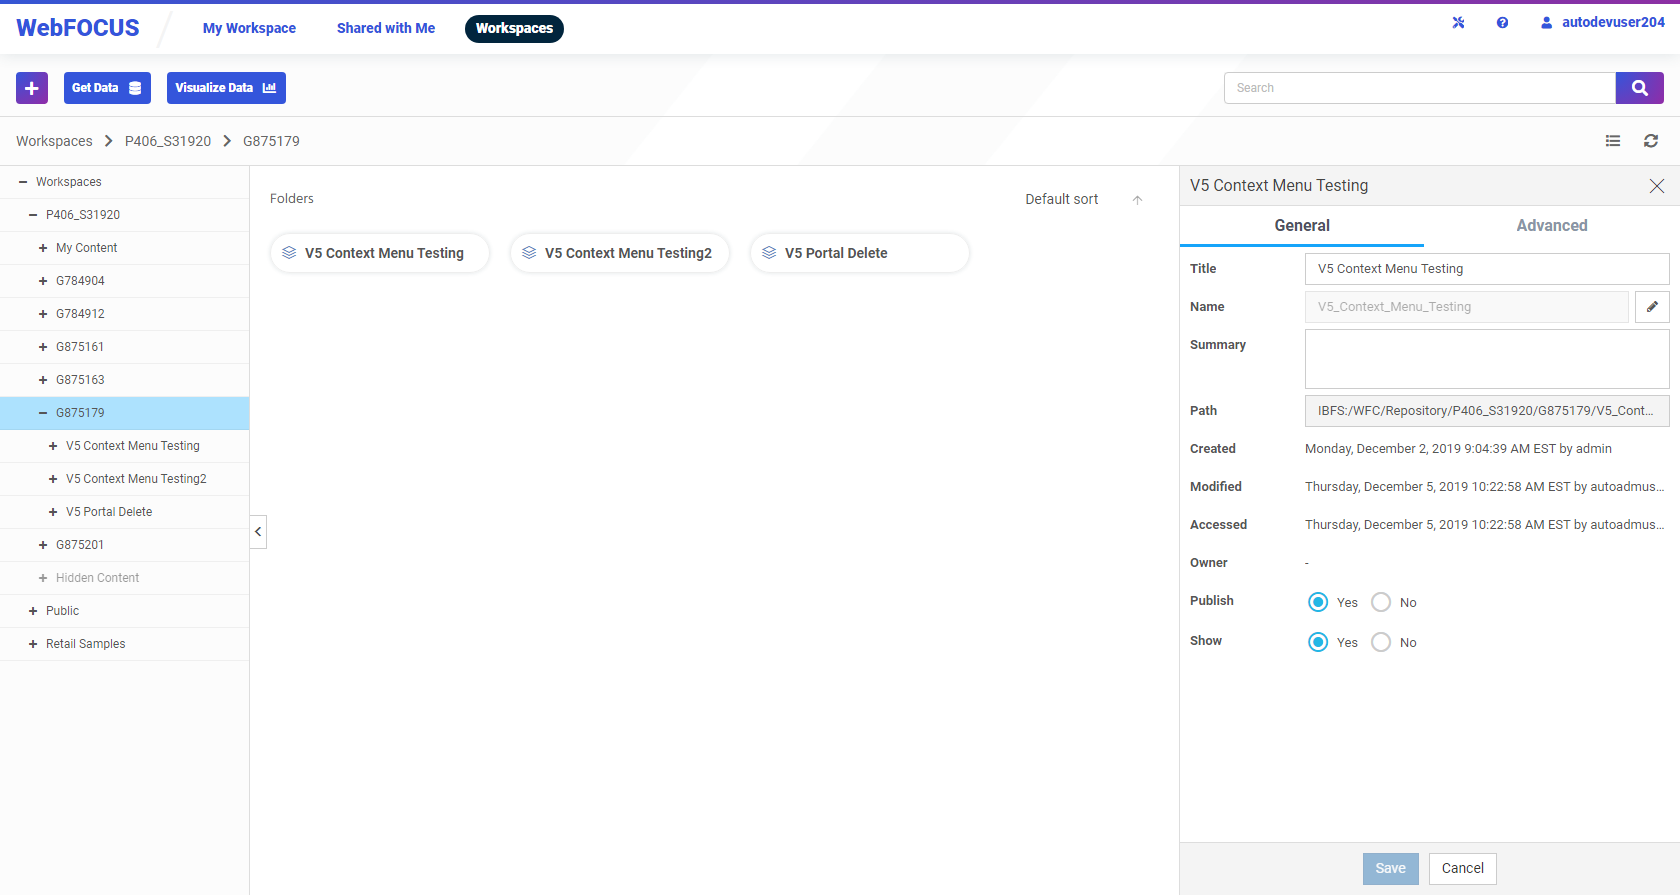 WebFOCUS
My Workspace
Shared with Me
Workspaces
autodevuser204
Get Data
Visualize Data
Search
Workspaces
P406_S31920
G875179
Workspaces
P406_S31920
My Content
G784904
G784912
G875161
G875163
G875179
V5 Context Menu Testing
V5 Context Menu Testing2
V5 Portal Delete
G875201
Hidden Content
Public
Retail Samples
Folders
Default sort
V5 Context Menu Testing
V5 Context Menu Testing2
V5 Portal Delete
V5 Context Menu Testing
General
Advanced
Title
V5 Context Menu Testing
Name
V5_Context_Menu_Testing
Summary
Path
IBFS:/WFC/Repository/P406_S31920/G875179/V5_Cont...
Created
Monday, December 2, 2019 9:04:39 AM EST by admin
Modified
Thursday, December 5, 2019 10:22:58 AM EST by autoadmus...
Accessed
Thursday, December 5, 2019 10:22:58 AM EST by autoadmus...
Owner
-
Publish
Yes
No
Show
Yes
No
Save
Cancel